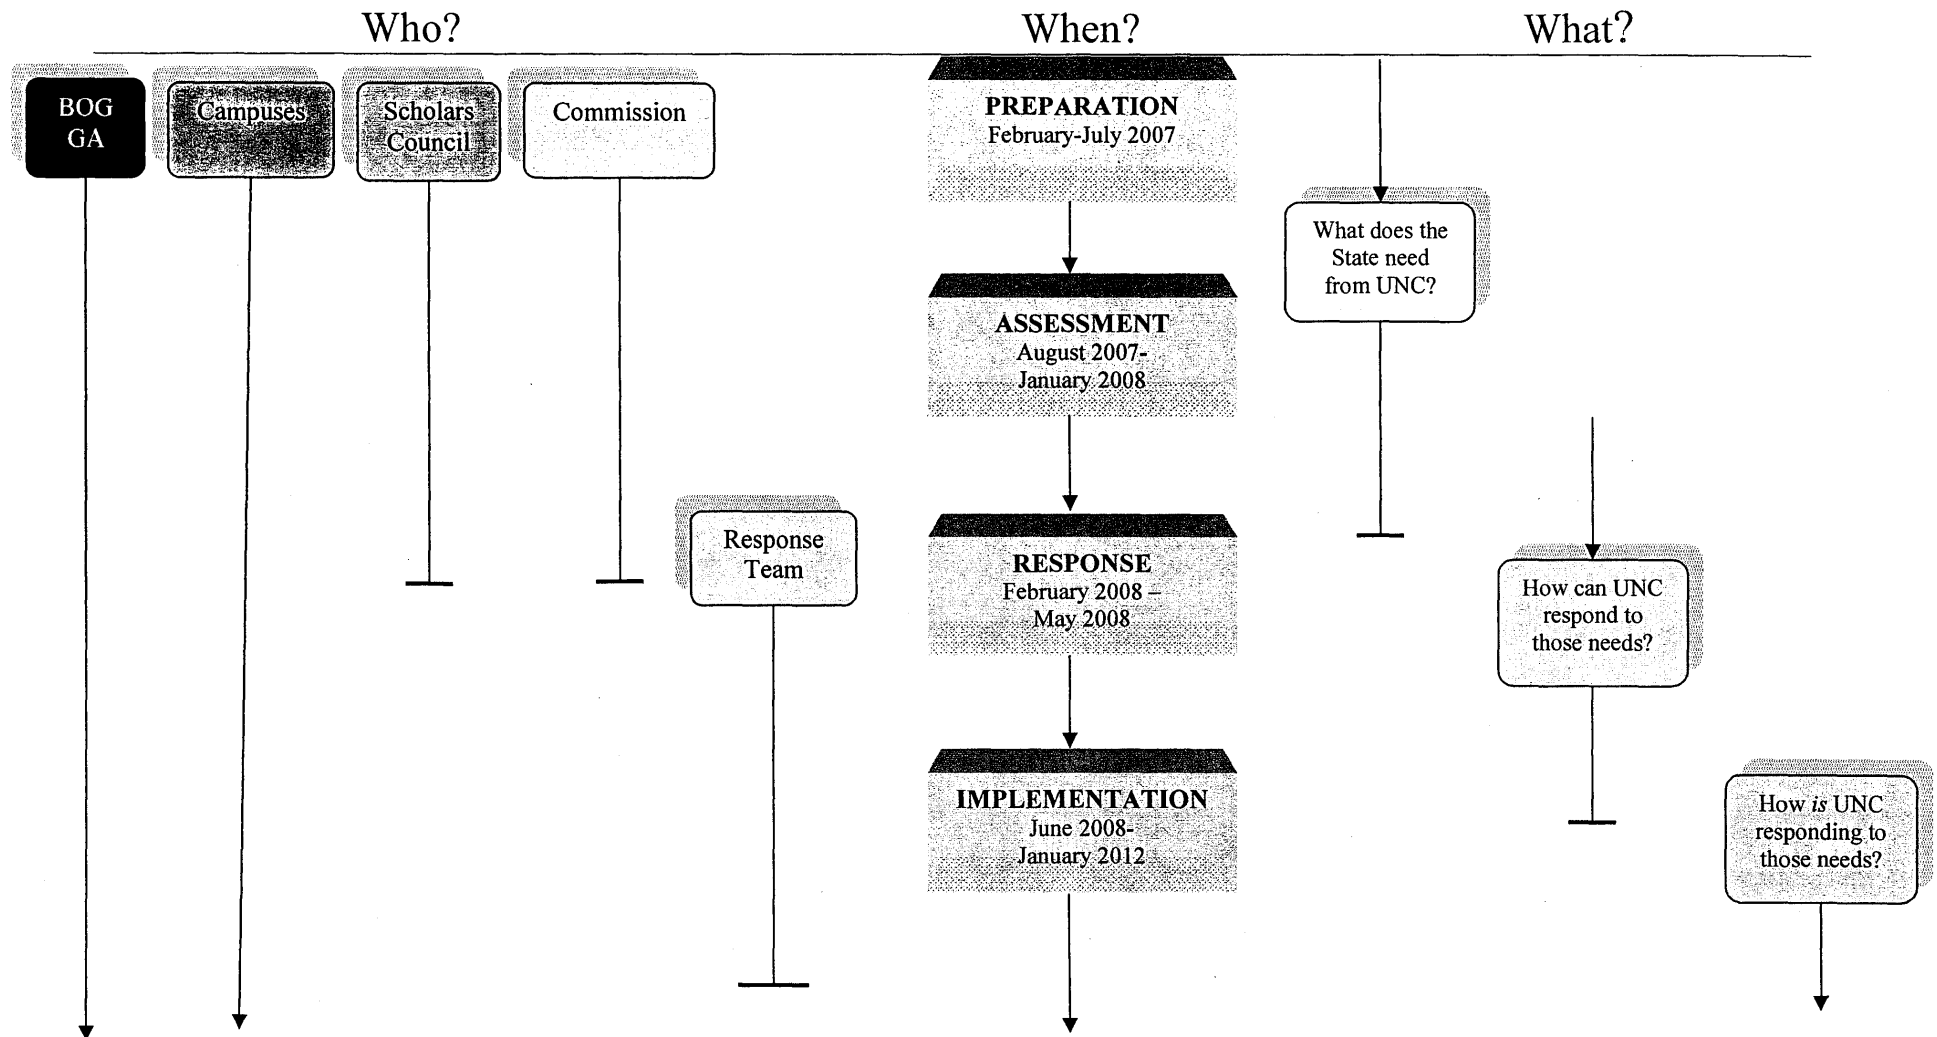 Who?
When?
What?
BOG
GA
Campuses
Scholars
Council
Commission
PREPARATION
February-July 2007
What does the
State need
from UNC?
ASSESSMENT
August 2007-
January 2008
Response
Team
RESPONSE
February 2008 –
May 2008
How can UNC
respond to
those needs?
IMPLEMENTATION
June 2008-
January 2012
How is UNC
responding to
those needs?